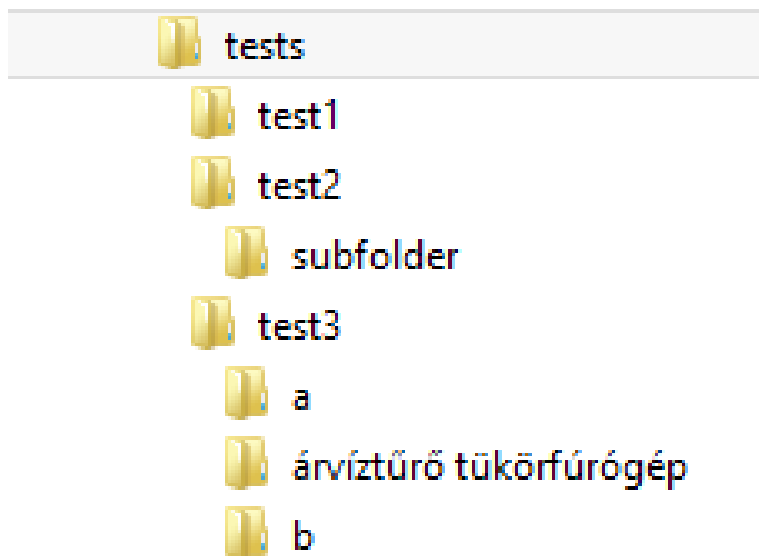 tests
test1
test2
subfolder
test3
a
árvíztűrő tükörfúrógép
b